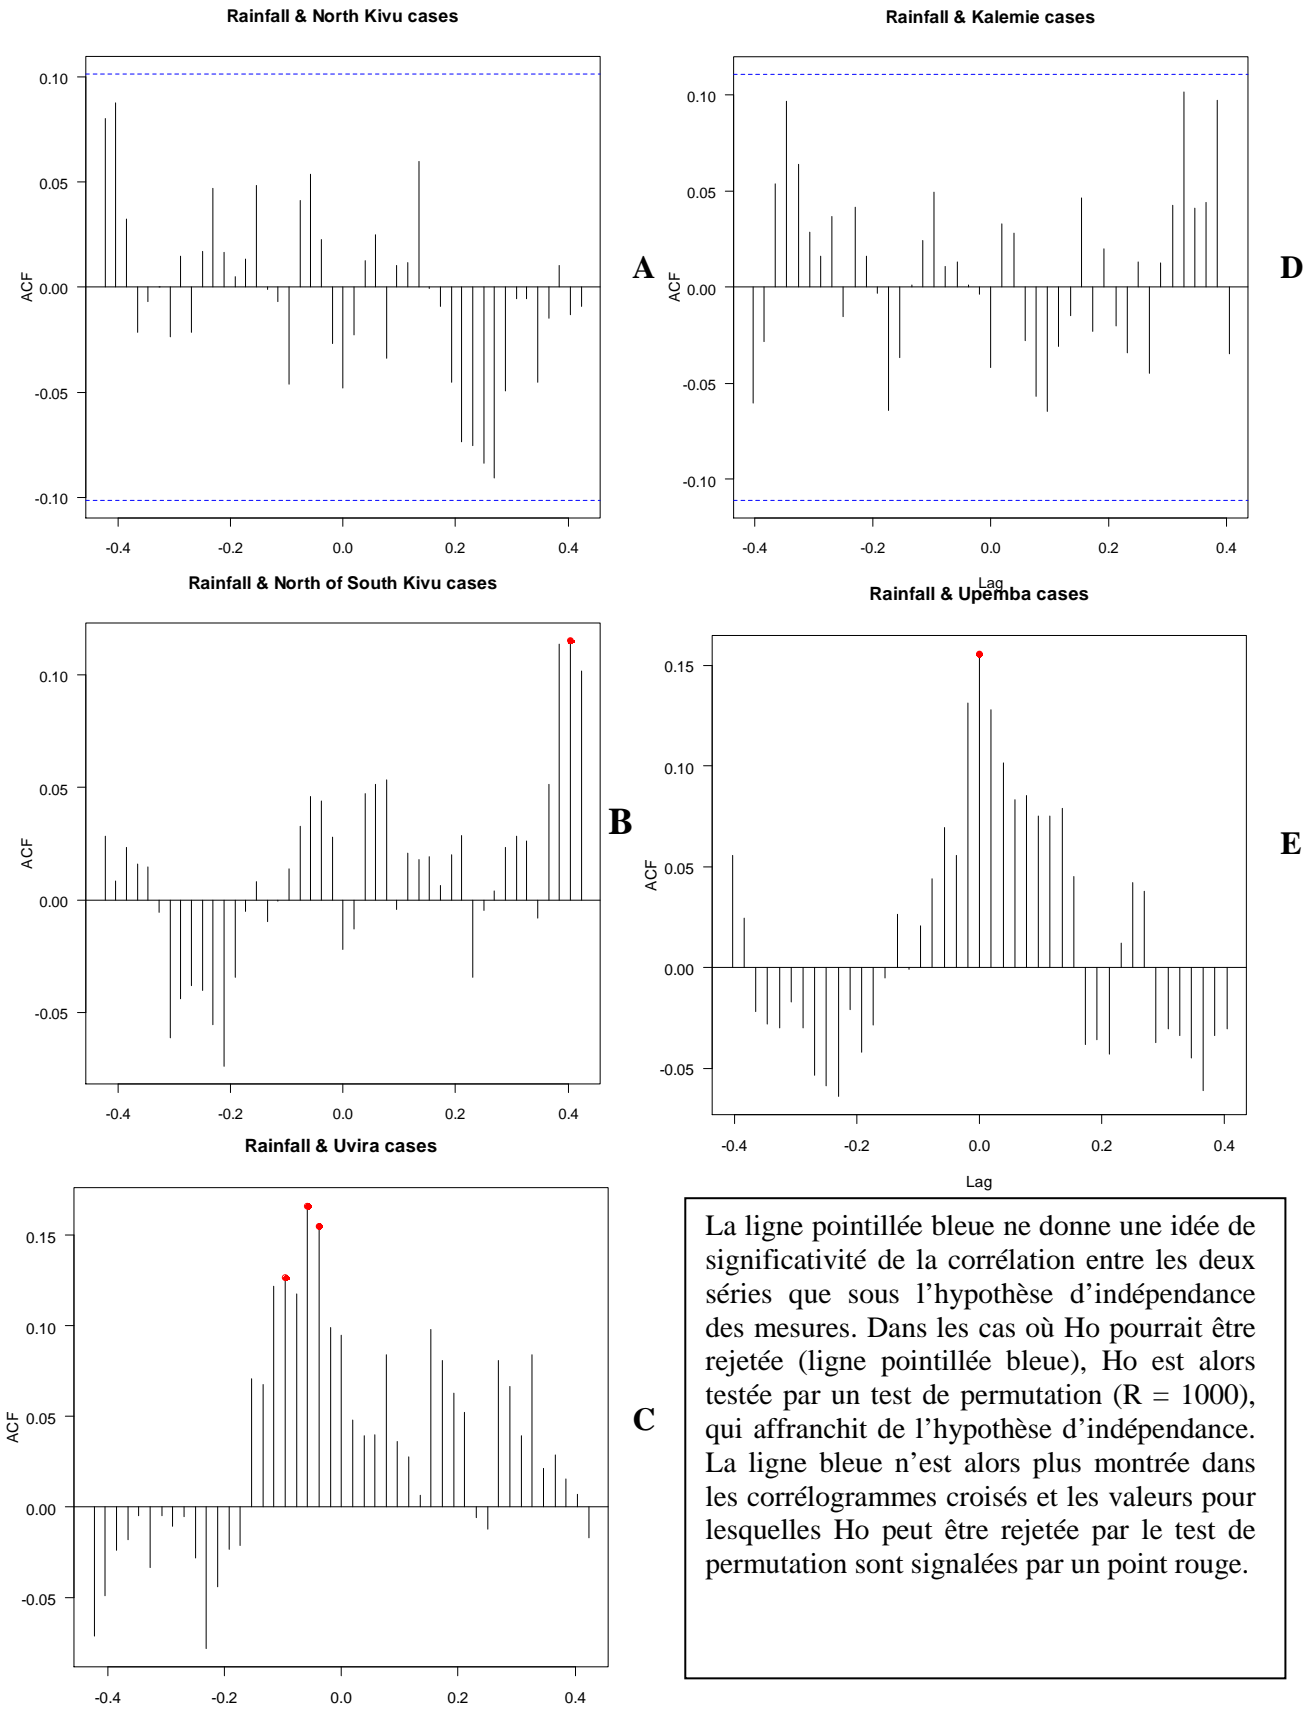 Rainfall & North Kivu cases
0.10
0.05
0.00
-0.05
-0.10
ACF
-0.4
-0.2
0.0
0.2
0.4
A
Rainfall & North of South Kivu cases
0.10
0.05
0.00
-0.05
ACF
-0.4
-0.2
0.0
0.2
0.4
B
Rainfall & Uvira cases
0.15
0.10
0.05
0.00
-0.05
ACF
-0.4
-0.2
0.0
0.2
0.4
C
Rainfall & Kalemie cases
0.10
0.05
0.00
-0.05
-0.10
ACF
-0.4
-0.2
0.0
0.2
0.4
Lag
D
Rainfall & Upemba cases
0.15
0.10
0.05
0.00
-0.05
ACF
-0.4
-0.2
0.0
0.2
0.4
Lag
E
La ligne pointillée bleue ne donne une idée de
significativité de la corrélation entre les deux
séries que sous l’hypothèse d’indépendance
des mesures. Dans les cas où Ho pourrait être
rejetée (ligne pointillée bleue), Ho est alors
testée par un test de permutation (R = 1000),
qui affranchit de l’hypothèse d’indépendance.
La ligne bleue n’est alors plus montrée dans
les corrélogrammes croisés et les valeurs pour
lesquelles Ho peut être rejetée par le test de
permutation sont signalées par un point rouge.